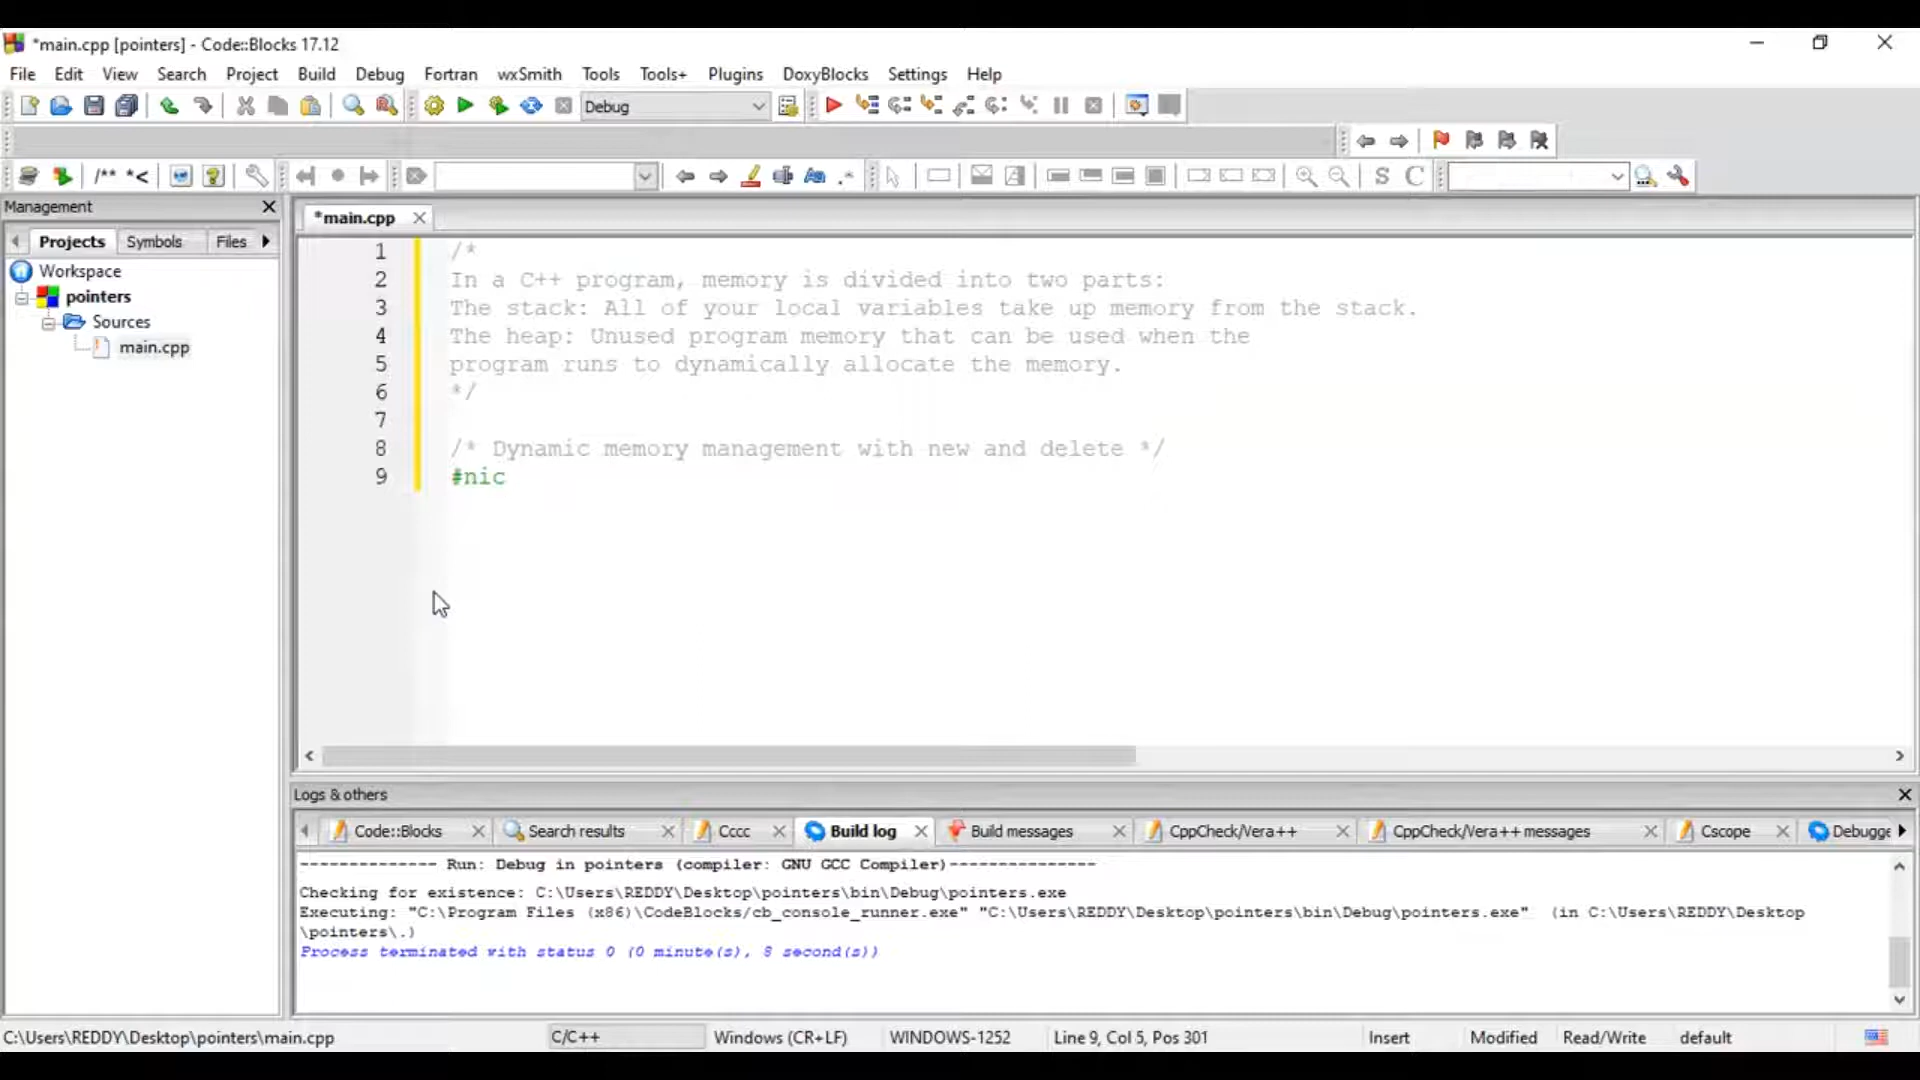 *main.cpp [pointers] - Code::Blocks 17.12
File Edit View Search Project Build Debug Fortran wxSmith Tools Tools+ Plugins DoxyBlocks Settings Help
Debug
/** *<
S C
Management
*main.cpp
Projects Symbols Files
Workspace
pointers
Sources
main.cpp
1 /*
2 In a C++ program, memory is divided into two parts:
3 The stack: All of your local variables take up memory from the stack.
4 The heap: Unused program memory that can be used when the
5 program runs to dynamically allocate the memory.
6 */
7
8 /* Dynamic memory management with new and delete */
9 #nic
Logs & others
Code::Blocks Search results Cccc Build log Build messages CppCheck/Vera++ CppCheck/Vera++ messages Cscope Debugge
-------------- Run: Debug in pointers (compiler: GNU GCC Compiler)---------------
Checking for existence: C:\Users\REDDY\Desktop\pointers\bin\Debug\pointers.exe
Executing: "C:\Program Files (x86)\CodeBlocks/cb_console_runner.exe" "C:\Users\REDDY\Desktop\pointers\bin\Debug\pointers.exe" (in C:\Users\REDDY\Desktop
\pointers\.)
Process terminated with status 0 (0 minute(s), 8 second(s))
C:\Users\REDDY\Desktop\pointers\main.cpp C/C++ Windows (CR+LF) WINDOWS-1252 Line 9, Col 5, Pos 301 Insert Modified Read/Write default